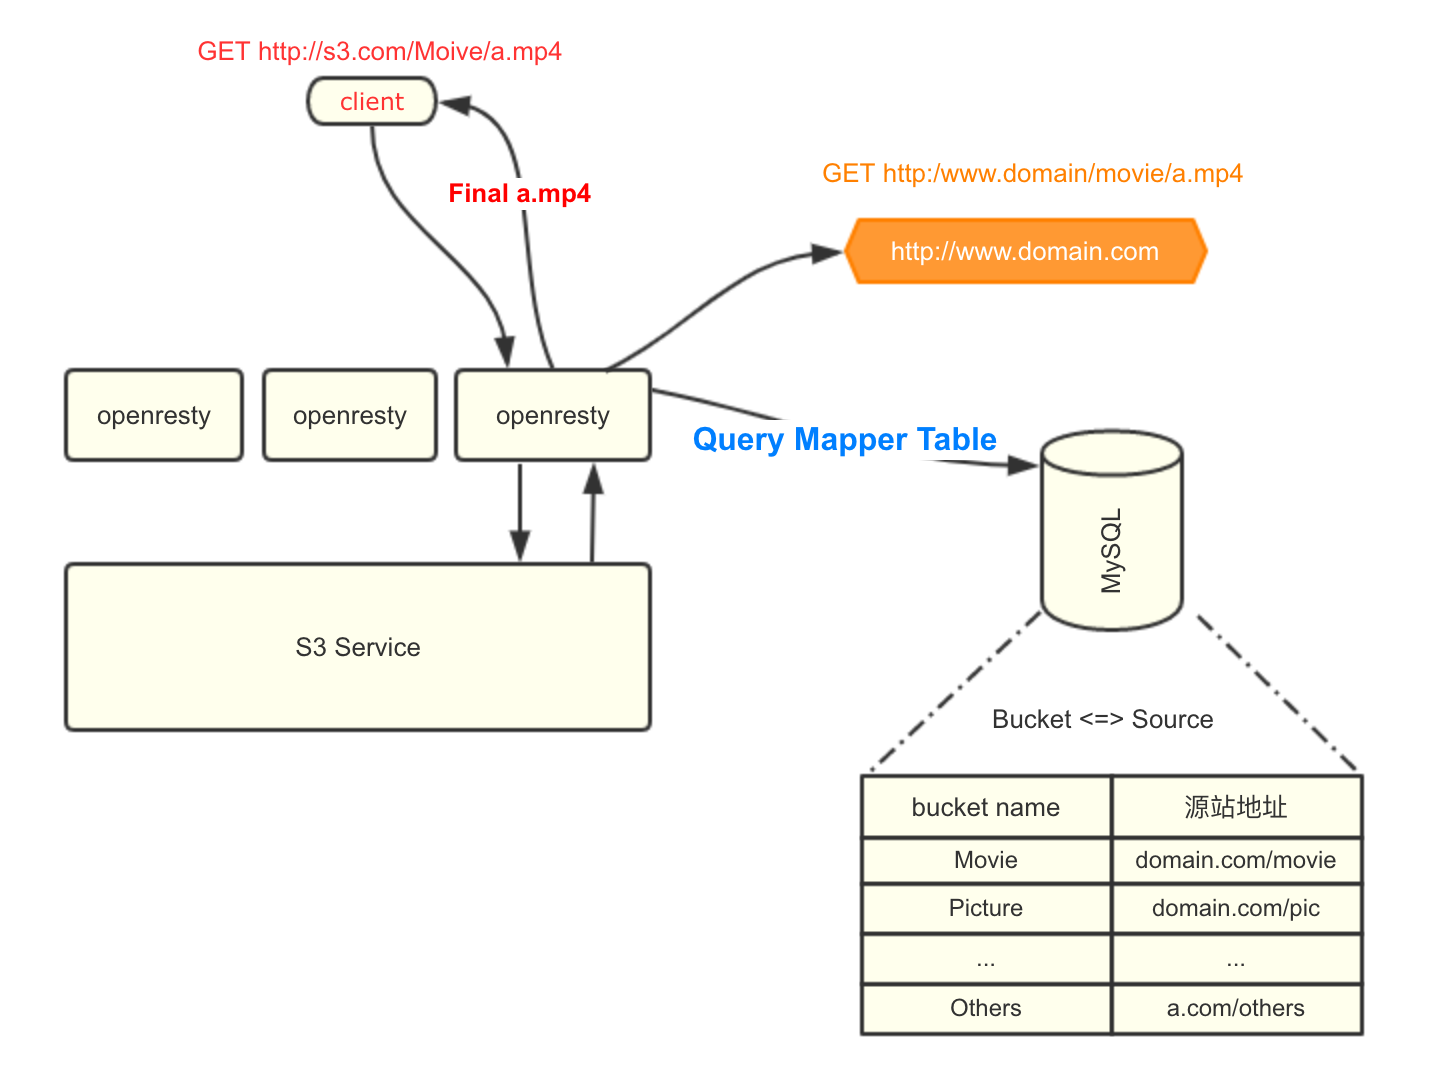 GET http://s3.com/Moive/a.mp4
client
Final a.mp4
GET http:/www.domain/movie/a.mp4
http://www.domain.com
openresty
openresty
openresty
Query Mapper Table
MySQL
S3 Service
Bucket <=> Source
bucket name 源站地址
Movie domain.com/movie
Picture domain.com/pic
... ...
Others a.com/others